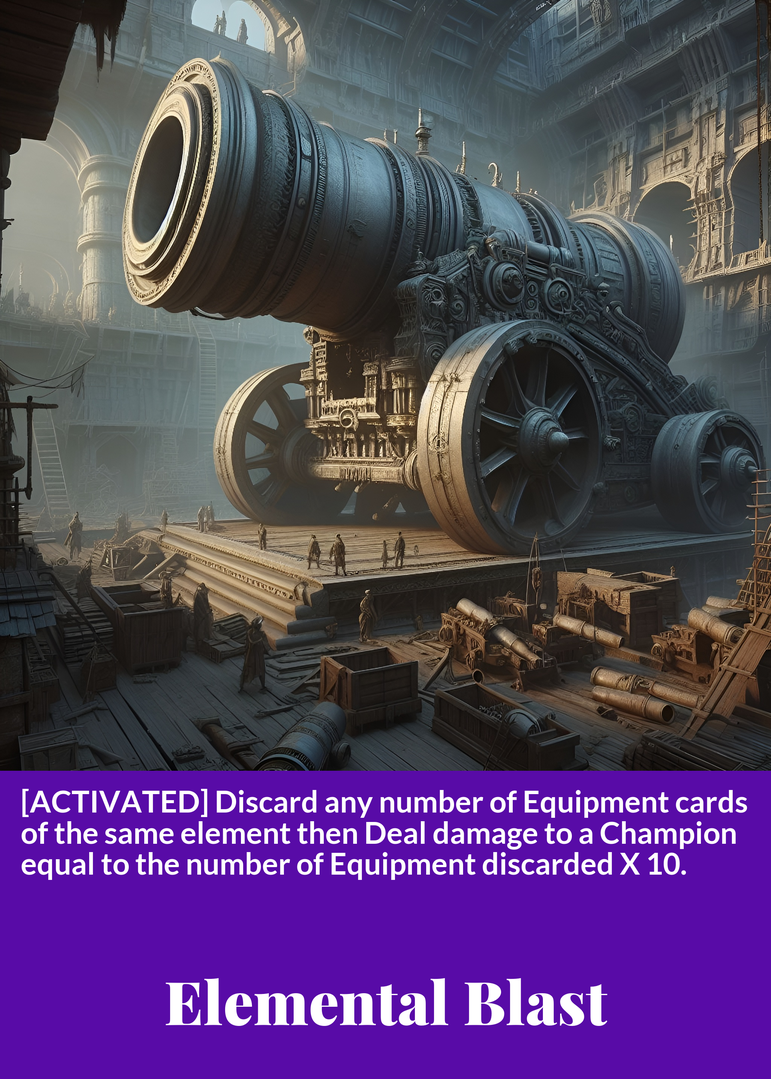 [ACTIVATED] Discard any number of Equipment cards
of the same element then Deal damage to a Champion
equal to the number of Equipment discarded X 10.
Elemental Blast